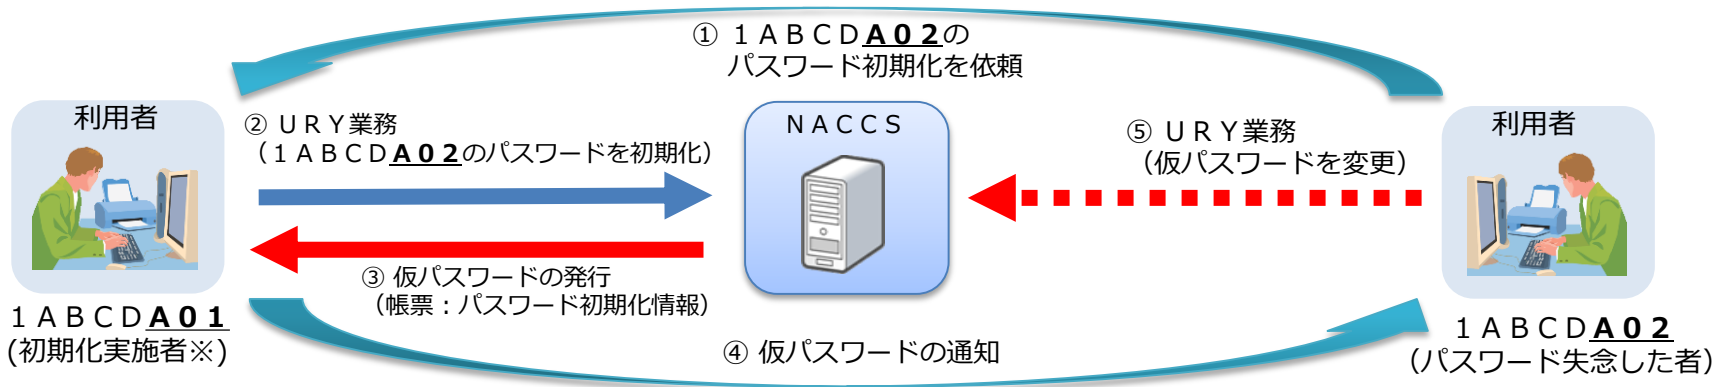 ① １ＡＢＣＤＡ０２の
パスワード初期化を依頼
利用者
② ＵＲＹ業務
（１ＡＢＣＤＡ０２のパスワードを初期化）
ＮＡＣＣＳ
⑤ ＵＲＹ業務
（仮パスワードを変更）
利用者
③ 仮パスワードの発行
（帳票：パスワード初期化情報）
１ＡＢＣＤＡ０１
(初期化実施者※)
④ 仮パスワードの通知
１ＡＢＣＤＡ０２
（パスワード失念した者）